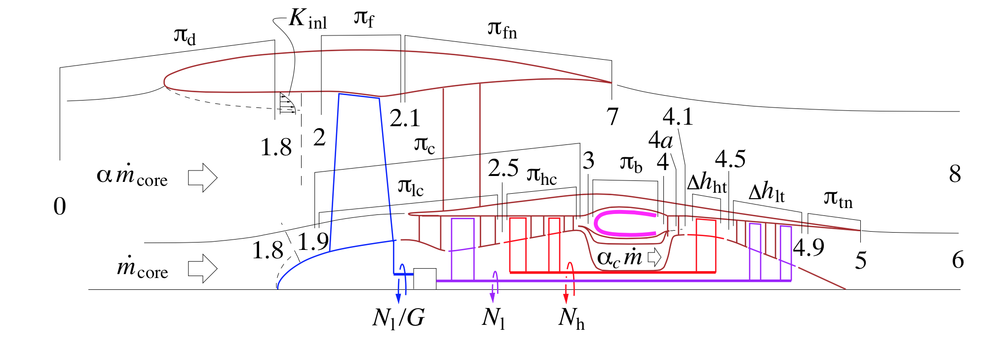 K inl
π f
π fn
π d
2.1
7
4.1
2
1.8
4a
π c
3
4
4.5
2.5
π b
8
π hc
α ṁ core
Δh ht
π lc
Δh lt
π tn
0
1.9
1.8
4.9
α c ṁ
5
6
ṁ core
N l /G
N l
N h